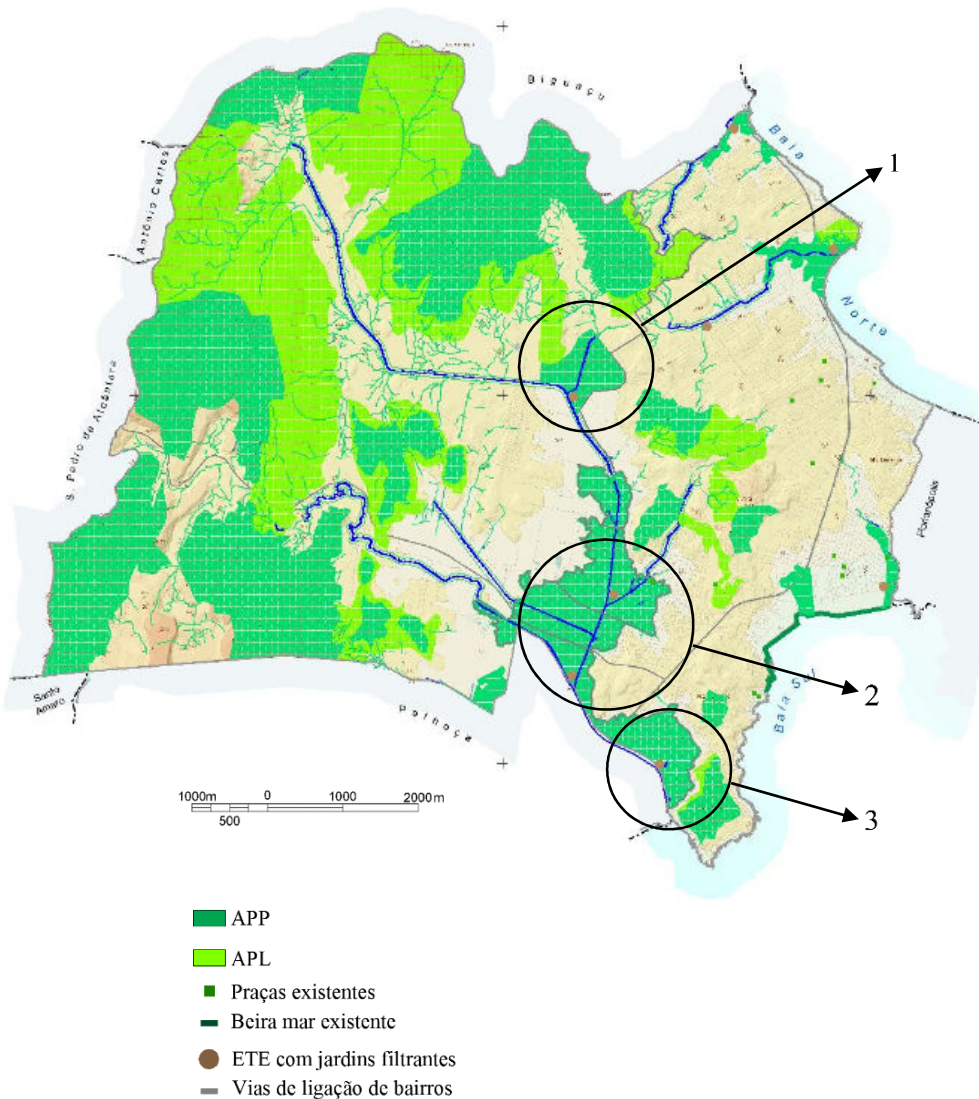 Biguaçu
Baía
1
Antônio Carlos
Norte
S. Pedro de Alcântara
Florianópolis
Santo
Amaro
Palhoça
Baía Sul
2
1000m 0 1000 2000m
500
3
APP
APL
Praças existentes
Beira mar existente
ETE com jardins filtrantes
Vias de ligação de bairros